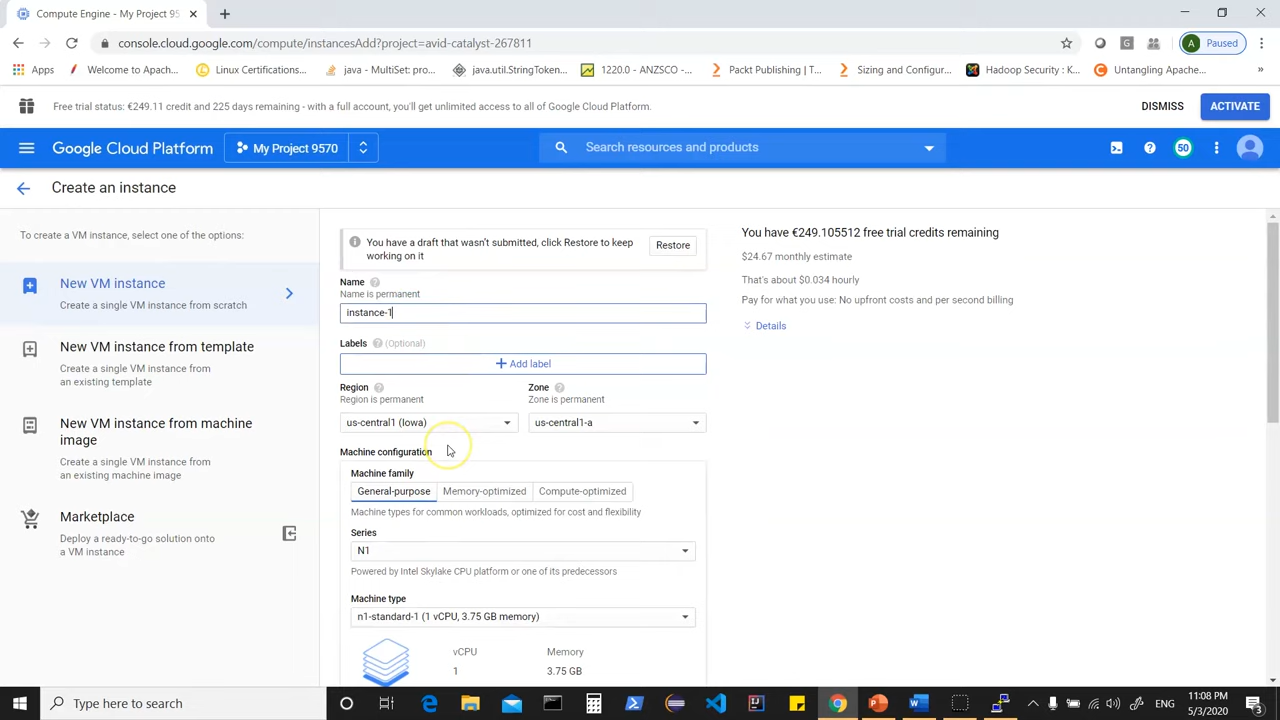 Compute Engine - My Project 95
console.cloud.google.com/compute/instancesAdd?project=avid-catalyst-267811
A Paused
Apps
Welcome to Apach...
Linux Certifications...
java - MultiSet: pro...
java.util.StringToken...
1220.0 - ANZSCO -...
Packt Publishing | T...
Sizing and Configur...
Hadoop Security : K...
Untangling Apache...
Free trial status: €249.11 credit and 225 days remaining - with a full account, you'll get unlimited access to all of Google Cloud Platform.
DISMISS
ACTIVATE
Google Cloud Platform
My Project 9570
Search resources and products
50
Create an instance
To create a VM instance, select one of the options:
New VM instance
Create a single VM instance from scratch
New VM instance from template
Create a single VM instance from
an existing template
New VM instance from machine
image
Create a single VM instance from
an existing machine image
Marketplace
Deploy a ready-to-go solution onto
a VM instance
You have a draft that wasn't submitted, click Restore to keep
working on it
Restore
Name
Name is permanent
instance-1
Labels (Optional)
Add label
Region
Region is permanent
us-central1 (Iowa)
Zone
Zone is permanent
us-central1-a
Machine configuration
Machine family
General-purpose
Memory-optimized
Compute-optimized
Machine types for common workloads, optimized for cost and flexibility
Series
N1
Powered by Intel Skylake CPU platform or one of its predecessors
Machine type
n1-standard-1 (1 vCPU, 3.75 GB memory)
vCPU
1
Memory
3.75 GB
You have €249.105512 free trial credits remaining
$24.67 monthly estimate
That's about $0.034 hourly
Pay for what you use: No upfront costs and per second billing
Details
Type here to search
ENG
11:08 PM
5/3/2020
3